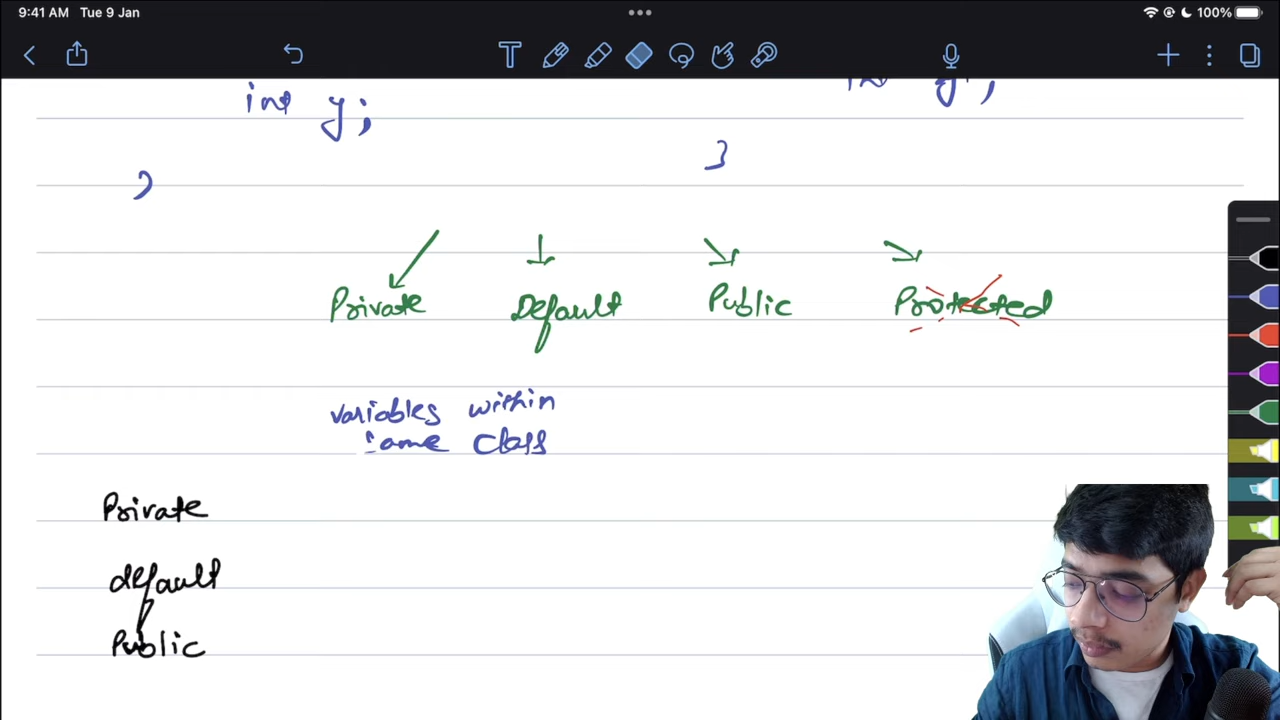 9:41 AM Tue 9 Jan
100%
int y;
int y;
}
Private Default Public Protected
variables within
same class
Private
default
Public